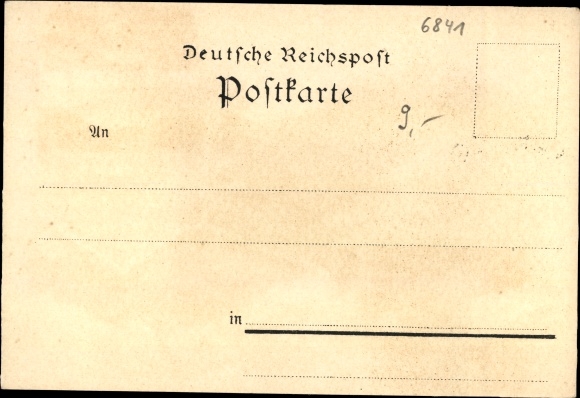 6841
Deutſche Reichspoſt
Poſtkarte
9,-
An
in